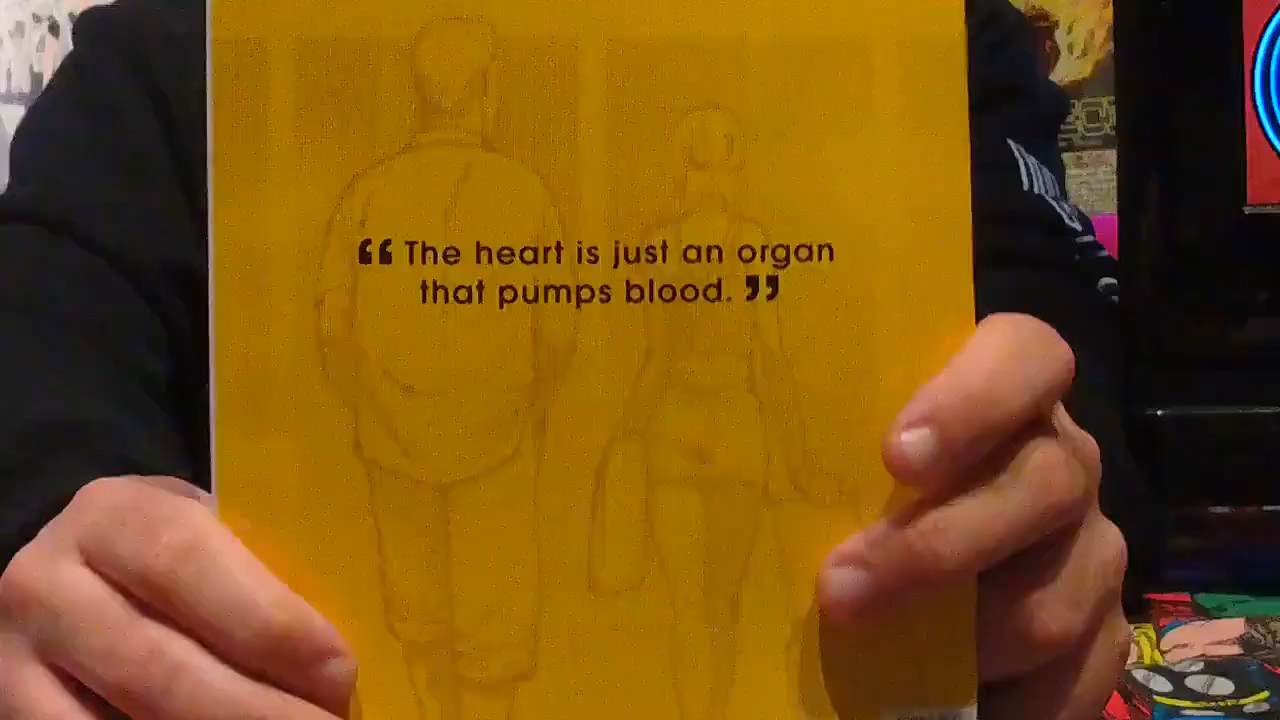 “ The heart is just an organ
that pumps blood. ”